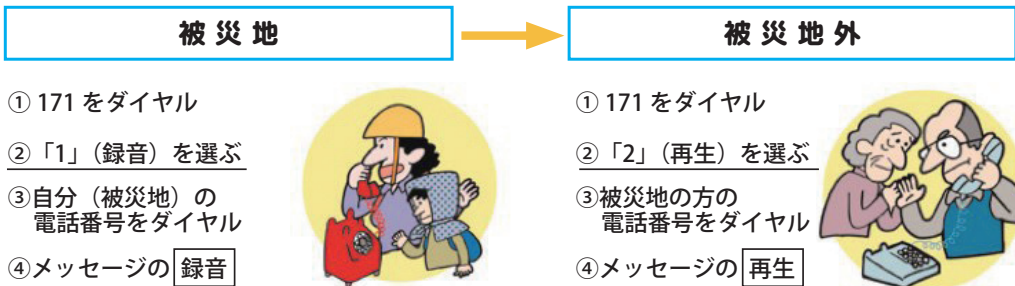 被災地
① 171 をダイヤル
②「1」（録音）を選ぶ
③自分（被災地）の
電話番号をダイヤル
④メッセージの 録音
被災地外
① 171 をダイヤル
②「2」（再生）を選ぶ
③被災地の方の
電話番号をダイヤル
④メッセージの 再生